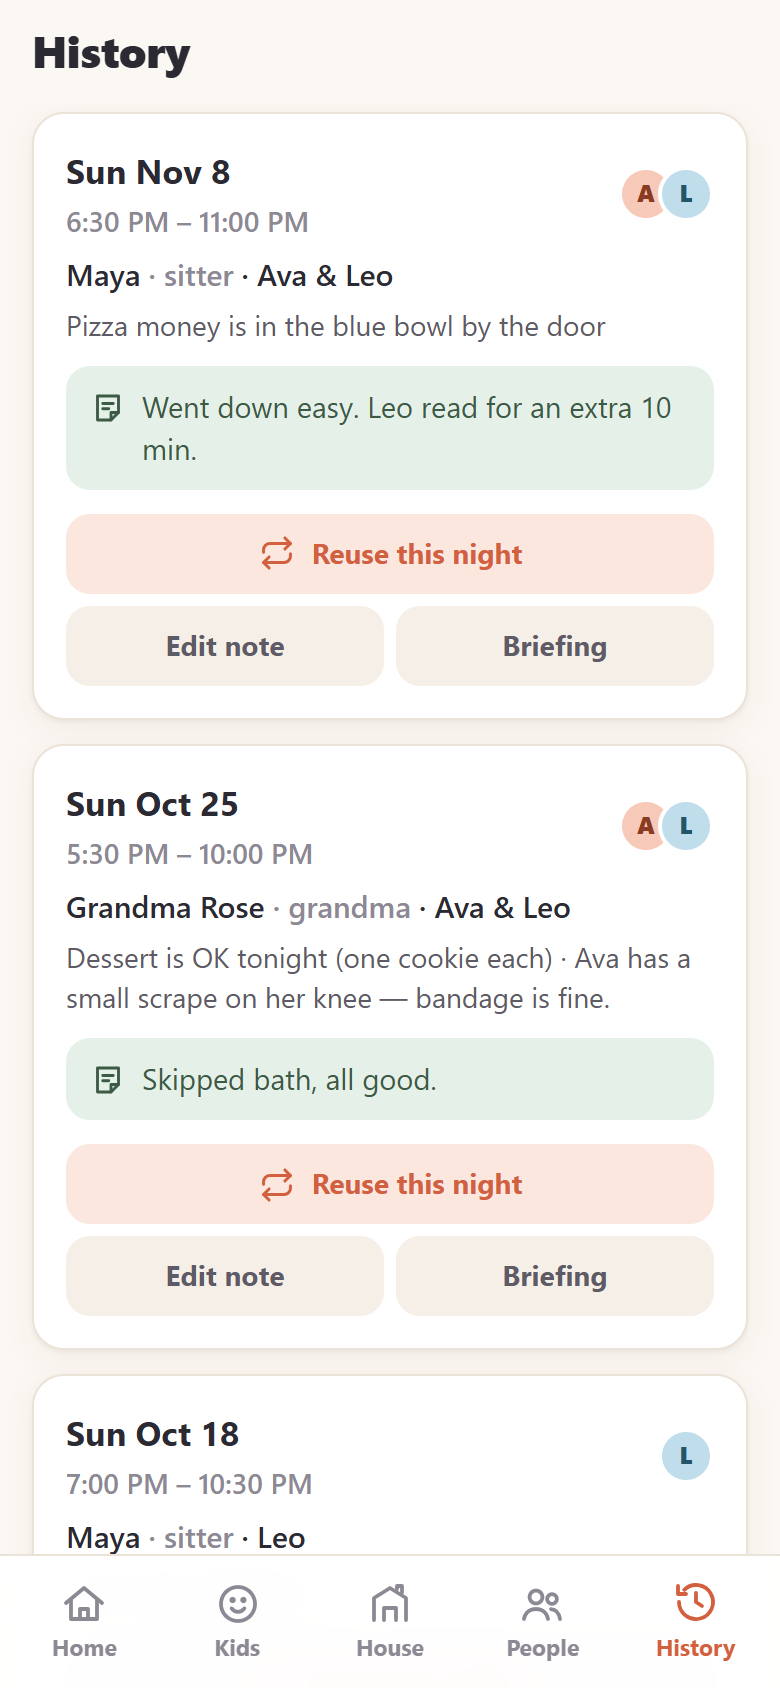 History
Sun Nov 8
A L
6:30 PM – 11:00 PM
Maya · sitter · Ava & Leo
Pizza money is in the blue bowl by the door
Went down easy. Leo read for an extra 10
min.
Reuse this night
Edit note
Briefing
Sun Oct 25
A L
5:30 PM – 10:00 PM
Grandma Rose · grandma · Ava & Leo
Dessert is OK tonight (one cookie each) · Ava has a
small scrape on her knee — bandage is fine.
Skipped bath, all good.
Reuse this night
Edit note
Briefing
Sun Oct 18
L
7:00 PM – 10:30 PM
Maya · sitter · Leo
Home
Kids
House
People
History